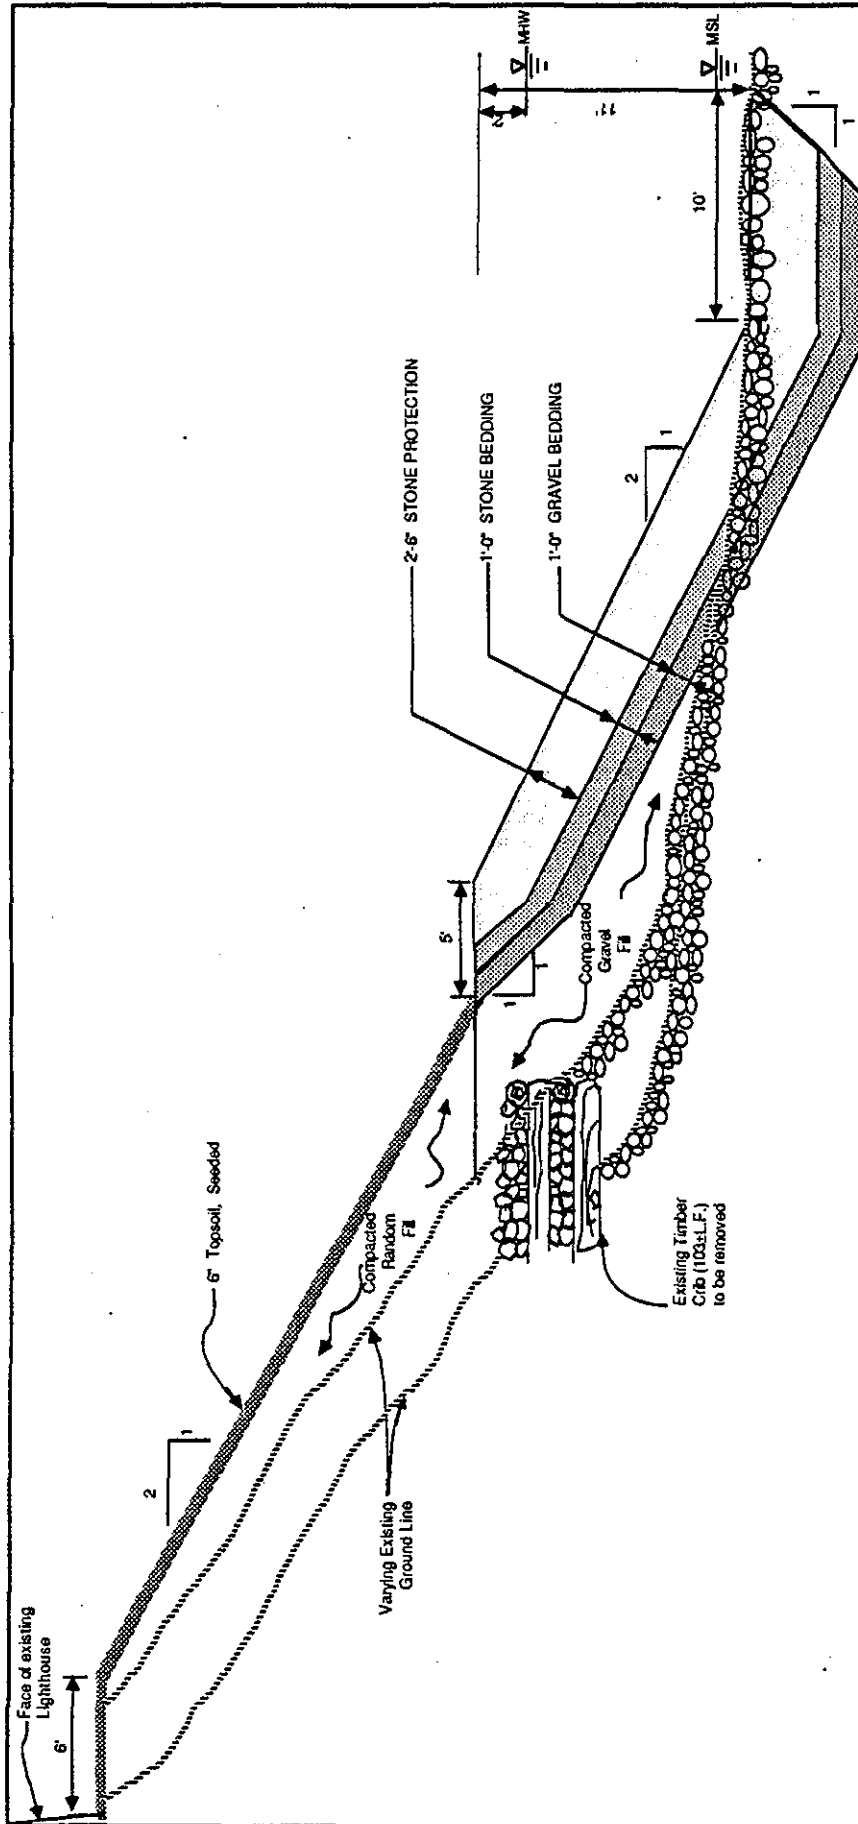 Face of existing
Lighthouse
6'
2
1
6" Topsoil, Seeded
Varying Existing
Ground Line
Compacted
Random
Fill
Existing Timber
Crib (103±L.F.)
to be removed
5'
1
1
Compacted
Gravel
Fill
2'-6" STONE PROTECTION
1'-0" STONE BEDDING
1'-0" GRAVEL BEDDING
2
1
10'
2'
11'
MHW
MSL
1
1